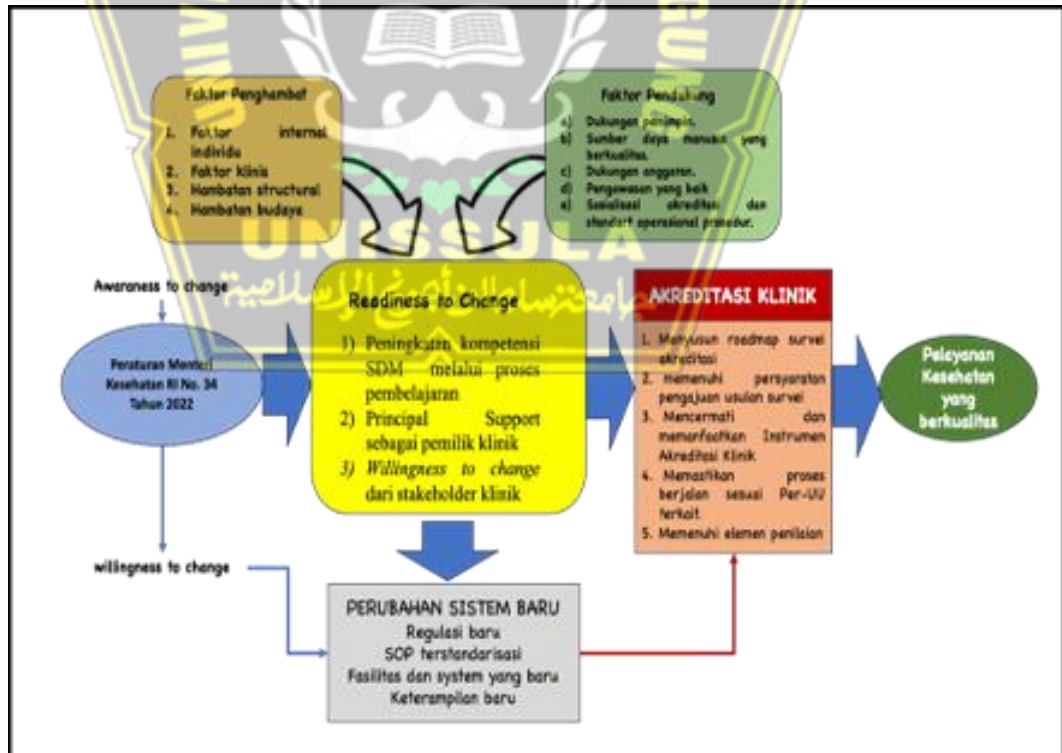 Faktor Penghambat
1. Faktor internal
individu
2. Faktor klinis
3. Hambatan structural
4. Hambatan budaya
Faktor Pendukung
a) Dukungan pemimpin.
b) Sumber daya manusia yang
berkualitas.
c) Dukungan anggaran.
d) Pengawasan yang baik
e) Sosialisasi akreditasi dan
standart operasional prosedur.
UNISSULA
جامعة سلطان أجونج الإسلامية
Awareness to change
Peraturan Menteri
Kesehatan RI No. 34
Tahun 2022
willingness to change
Readiness to Change
1) Peningkatan kompetensi
SDM melalui proses
pembelajaran
2) Principal Support
sebagai pemilik klinik
3) Willingness to change
dari stakeholder klinik
AKREDITASI KLINIK
1. Menyusun roadmap survei
akreditasi
2. memenuhi persyaratan
pengajuan usulan survei
3. Mencermati dan
memanfaatkan Instrumen
Akreditasi Klinik
4. Memastikan proses
berjalan sesuai Per-UU
terkait
5. Memenuhi elemen penilaian
Pelayanan
Kesehatan
yang
berkualitas
PERUBAHAN SISTEM BARU
Regulasi baru
SOP terstandarisasi
Fasilitas dan system yang baru
Keterampilan baru